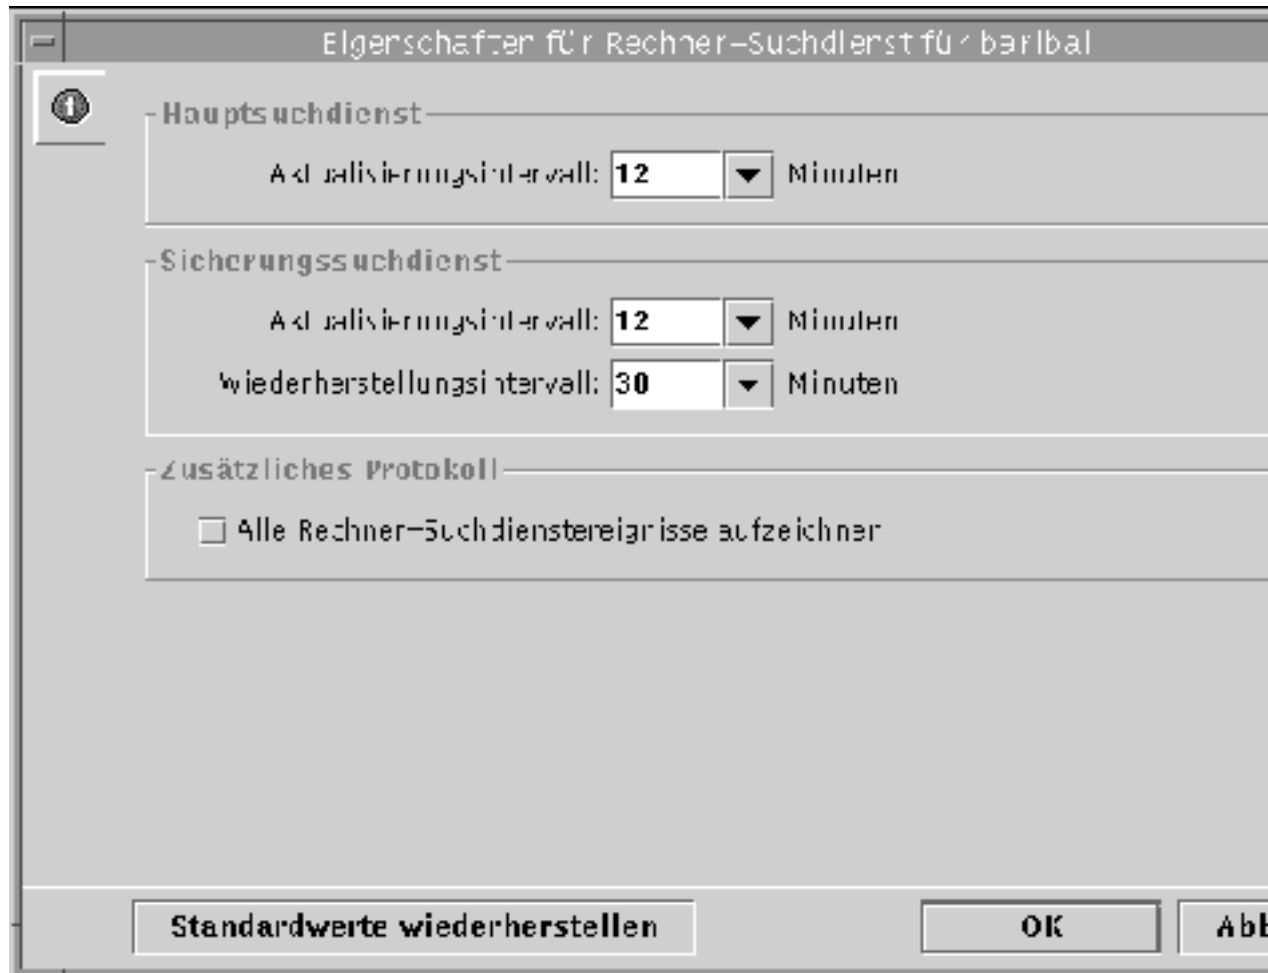 Eigenschaften für Rechner-Suchdienst für baribal
Hauptsuchdienst
Aktualisierungsintervall: 12 Minuten
Sicherungssuchdienst
Aktualisierungsintervall: 12 Minuten
Wiederherstellungsintervall: 30 Minuten
Zusätzliches Protokoll
Alle Rechner-Suchdienstereignisse aufzeichnen
Standardwerte wiederherstellen OK Abb